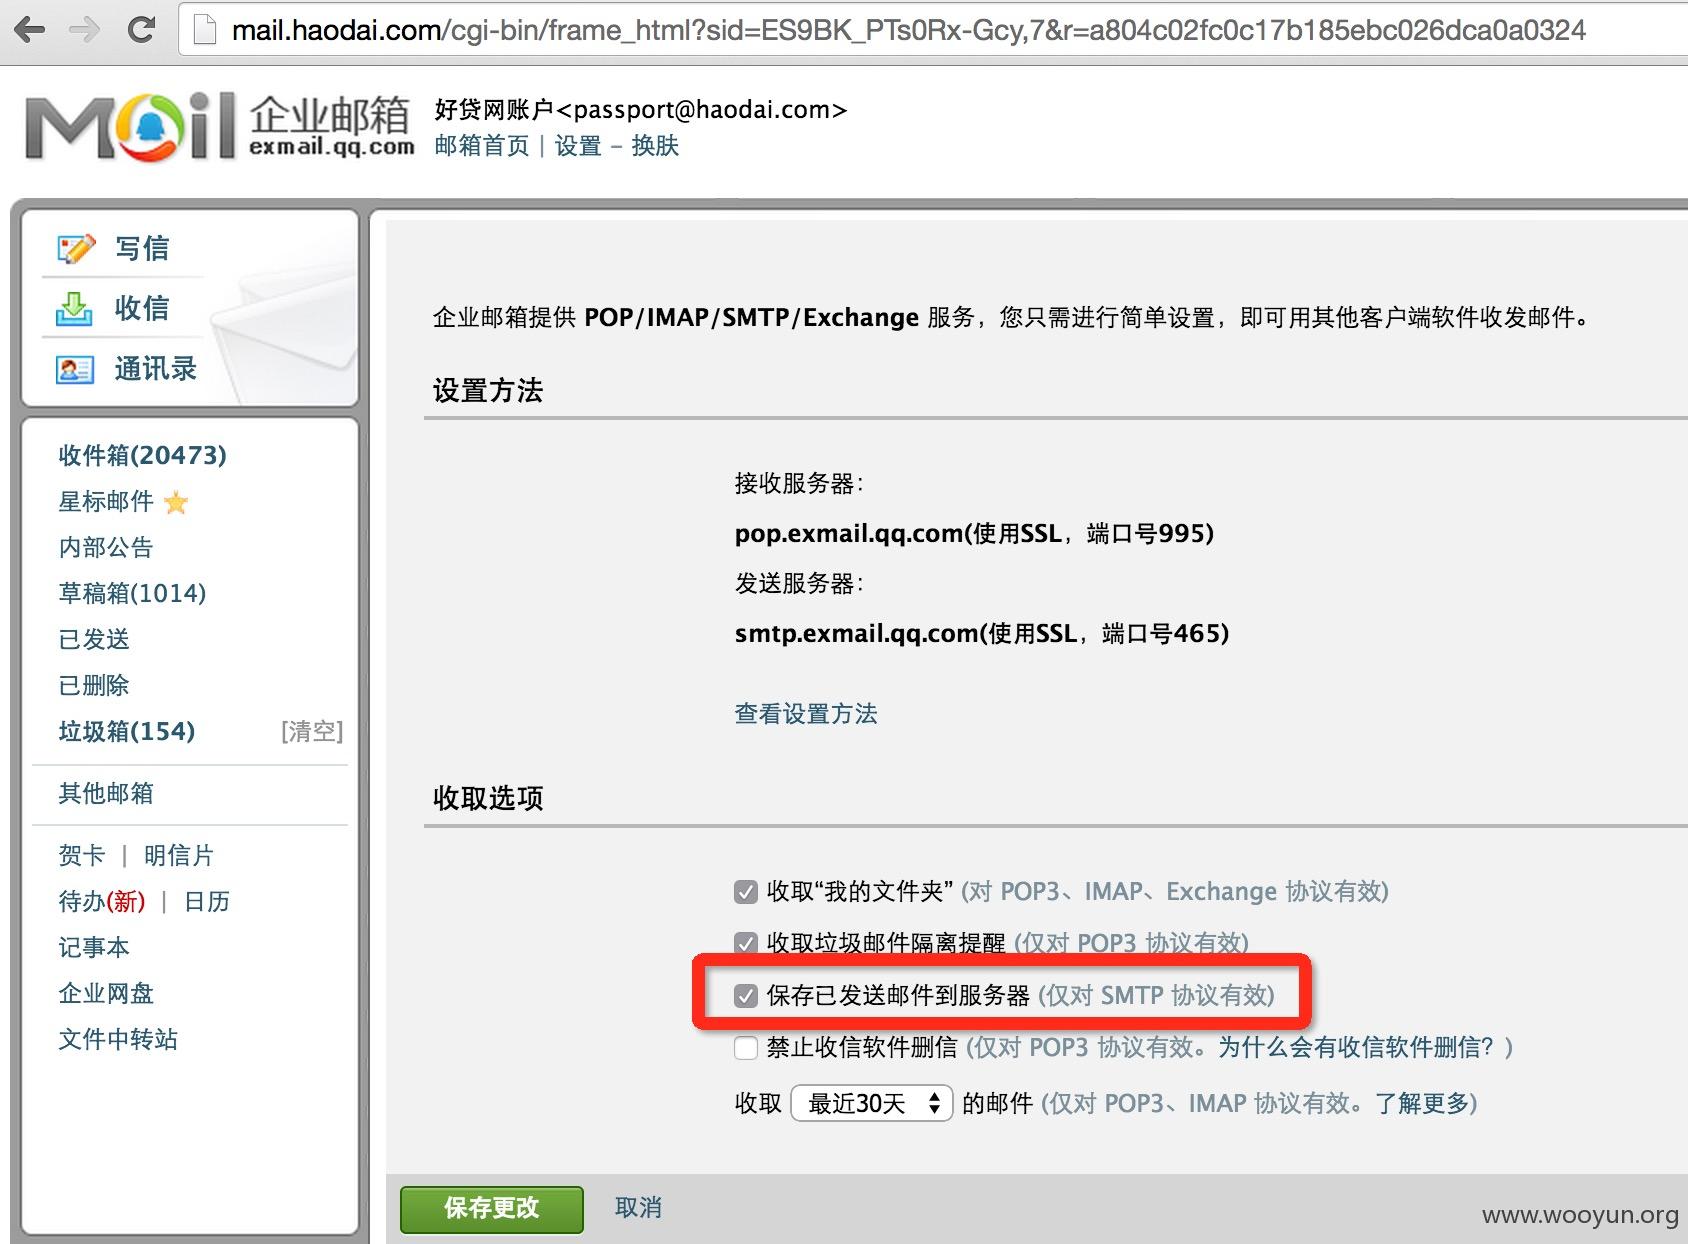 mail.haodai.com/cgi-bin/frame_html?sid=ES9BK_PTs0Rx-Gcy,7&r=a804c02fc0c17b185ebc026dca0a0324
Mail 企业邮箱
exmail.qq.com
好贷网账户<passport@haodai.com>
邮箱首页 | 设置 – 换肤
写信
收信
通讯录
收件箱(20473)
星标邮件
内部公告
草稿箱(1014)
已发送
已删除
垃圾箱(154) [清空]
其他邮箱
贺卡 | 明信片
待办(新) | 日历
记事本
企业网盘
文件中转站
企业邮箱提供 POP/IMAP/SMTP/Exchange 服务，您只需进行简单设置，即可用其他客户端软件收发邮件。
设置方法
接收服务器：
pop.exmail.qq.com(使用SSL，端口号995)
发送服务器：
smtp.exmail.qq.com(使用SSL，端口号465)
查看设置方法
收取选项
收取“我的文件夹” (对 POP3、IMAP、Exchange 协议有效)
收取垃圾邮件隔离提醒 (仅对 POP3 协议有效)
保存已发送邮件到服务器 (仅对 SMTP 协议有效)
禁止收信软件删信 (仅对 POP3 协议有效。为什么会有收信软件删信？)
收取 最近30天 的邮件 (仅对 POP3、IMAP 协议有效。了解更多)
保存更改 取消
www.wooyun.org